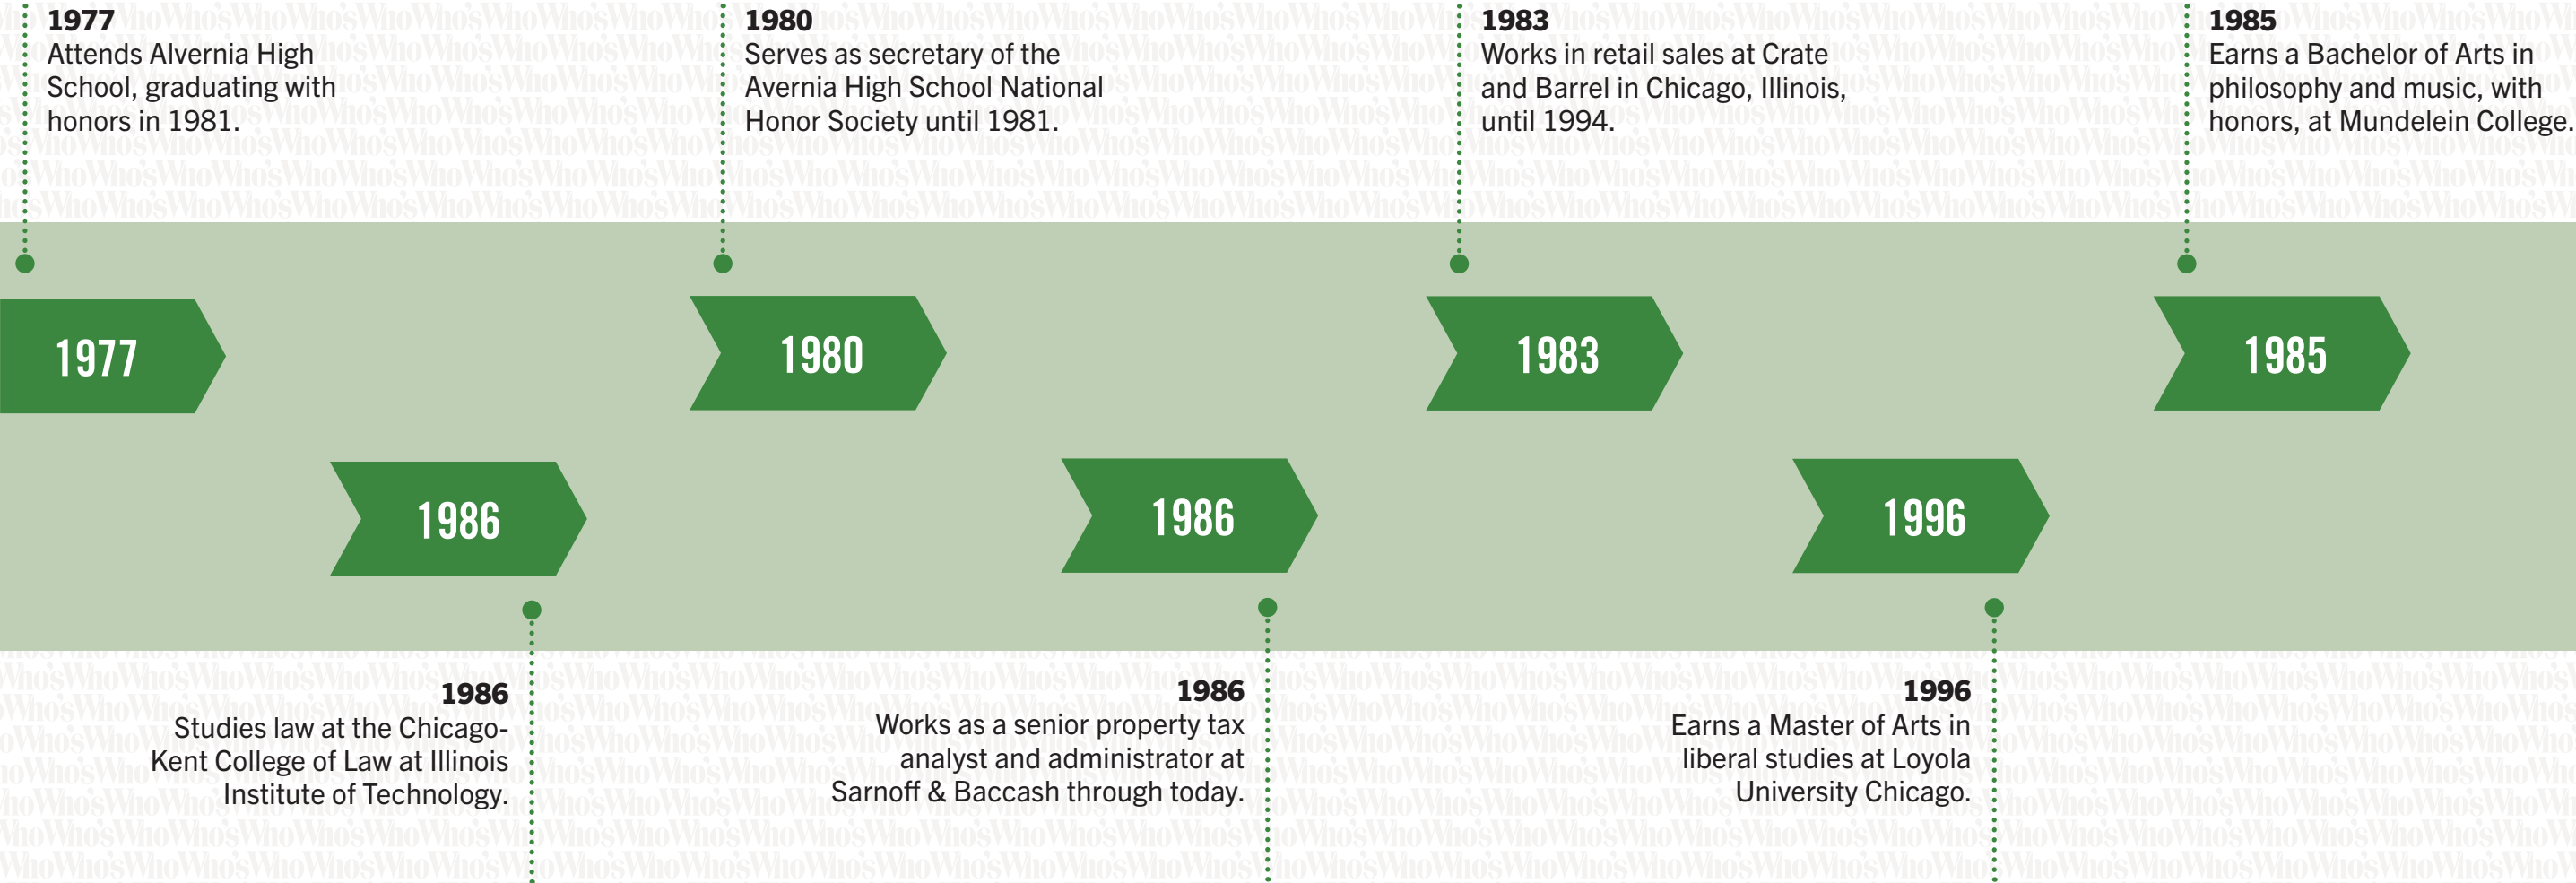 1977
Attends Alvernia High
School, graduating with
honors in 1981.
1980
Serves as secretary of the
Avernia High School National
Honor Society until 1981.
1983
Works in retail sales at Crate
and Barrel in Chicago, Illinois,
until 1994.
1985
Earns a Bachelor of Arts in
philosophy and music, with
honors, at Mundelein College.
1977
1980
1983
1985
1986
1986
1996
1986
Studies law at the Chicago-
Kent College of Law at Illinois
Institute of Technology.
1986
Works as a senior property tax
analyst and administrator at
Sarnoff & Baccash through today.
1996
Earns a Master of Arts in
liberal studies at Loyola
University Chicago.